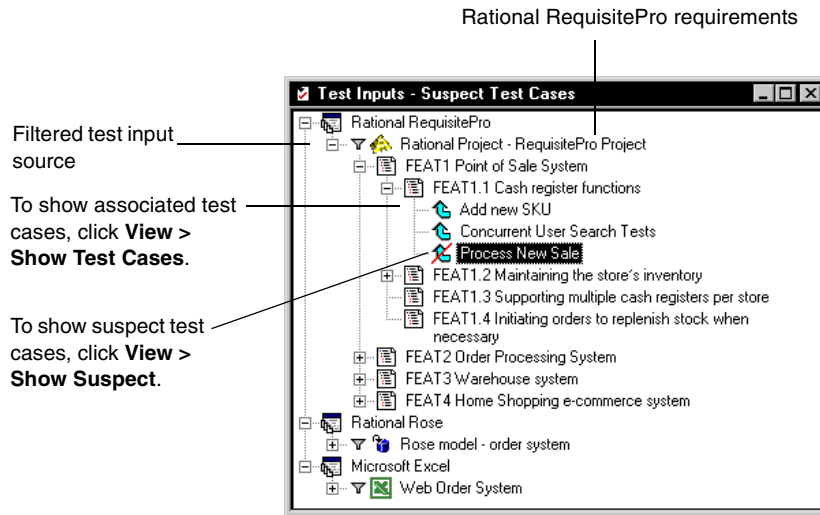 Rational RequisitePro requirements
Test Inputs - Suspect Test Cases
Filtered test input
source
To show associated test
cases, click View >
Show Test Cases.
To show suspect test
cases, click View >
Show Suspect.
Rational RequisitePro
Rational Project - RequisitePro Project
FEAT1 Point of Sale System
FEAT1.1 Cash register functions
Add new SKU
Concurrent User Search Tests
Process New Sale
FEAT1.2 Maintaining the store's inventory
FEAT1.3 Supporting multiple cash registers per store
FEAT1.4 Initiating orders to replenish stock when
necessary
FEAT2 Order Processing System
FEAT3 Warehouse system
FEAT4 Home Shopping e-commerce system
Rational Rose
Rose model - order system
Microsoft Excel
Web Order System